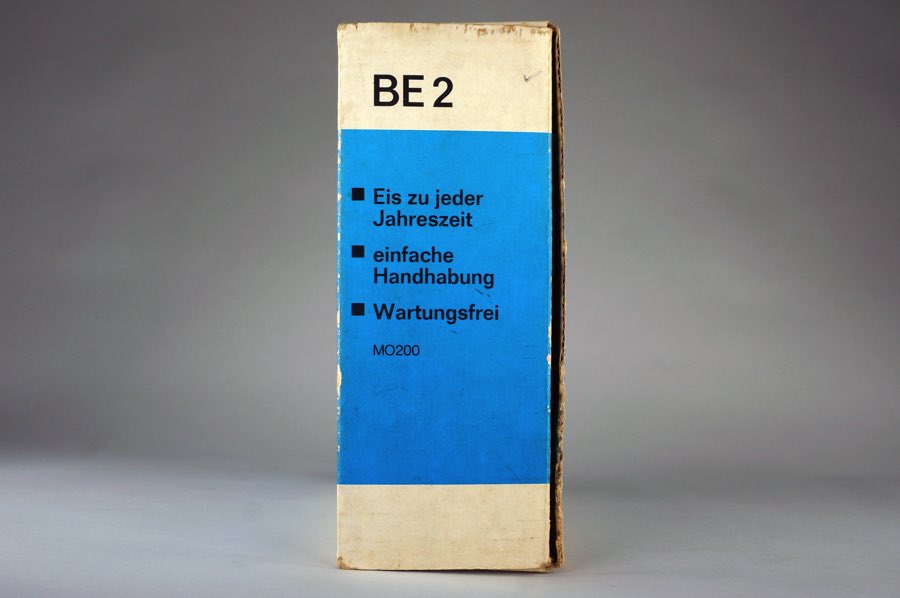 BE 2
■ Eis zu jeder
Jahreszeit
■ einfache
Handhabung
■ Wartungsfrei
MO200